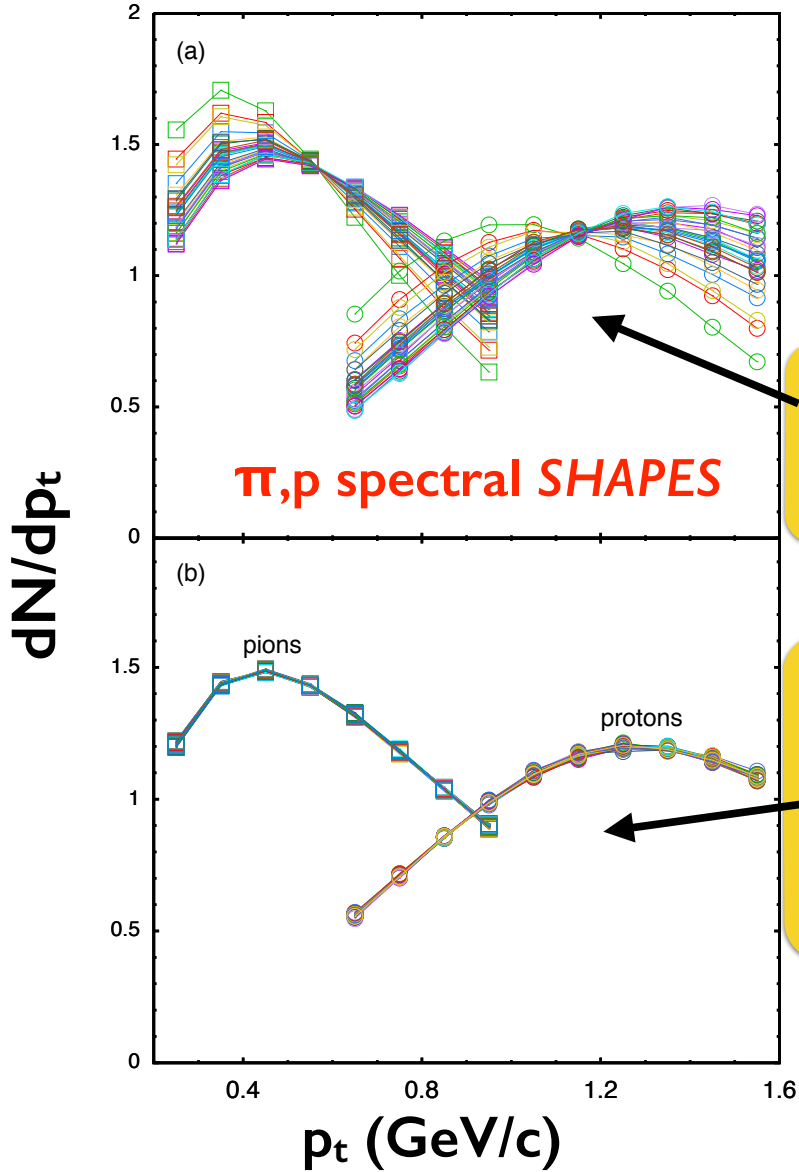 (a)
2
1.5
1
0.5
0
π,p spectral SHAPES
dN/dpt
(b)
pions
protons
1.5
1
0.5
0
0.4
0.8
1.2
1.6
pt (GeV/c)